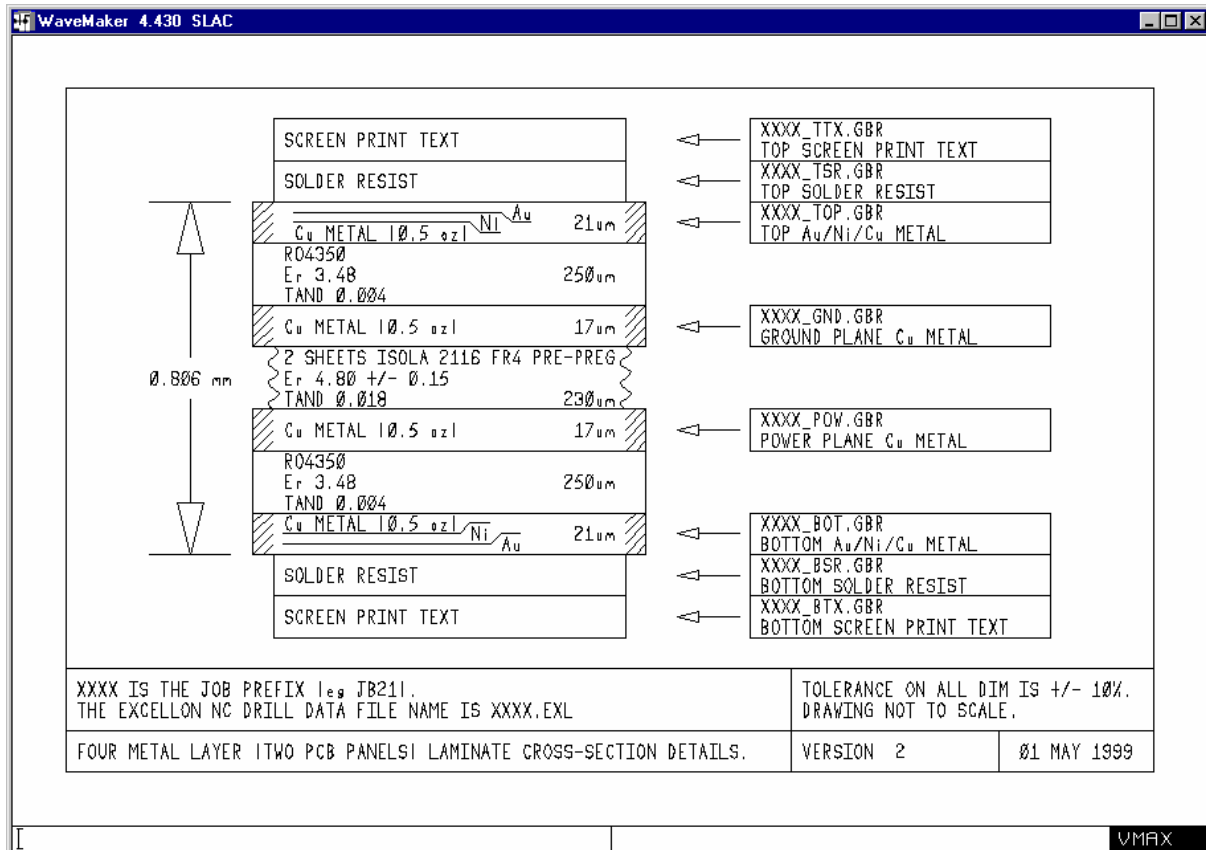 WaveMaker 4.430 SLAC
SCREEN PRINT TEXT
XXXX_TTX.GBR
TOP SCREEN PRINT TEXT
SOLDER RESIST
XXXX_TSR.GBR
TOP SOLDER RESIST
Au
Ni
Cu METAL |0.5 oz|
21um
XXXX_TOP.GBR
TOP Au/Ni/Cu METAL
RO4350
Er 3.48
TAND 0.004
250um
Cu METAL |0.5 oz|
17um
XXXX_GND.GBR
GROUND PLANE Cu METAL
0.806 mm
2 SHEETS ISOLA 2116 FR4 PRE-PREG
Er 4.80 +/- 0.15
TAND 0.018
230um
Cu METAL |0.5 oz|
17um
XXXX_POW.GBR
POWER PLANE Cu METAL
RO4350
Er 3.48
TAND 0.004
250um
Cu METAL |0.5 oz|
Ni
Au
21um
XXXX_BOT.GBR
BOTTOM Au/Ni/Cu METAL
SOLDER RESIST
XXXX_BSR.GBR
BOTTOM SOLDER RESIST
SCREEN PRINT TEXT
XXXX_BTX.GBR
BOTTOM SCREEN PRINT TEXT
XXXX IS THE JOB PREFIX |eg JB21|.
THE EXCELLON NC DRILL DATA FILE NAME IS XXXX.EXL
TOLERANCE ON ALL DIM IS +/- 10%.
DRAWING NOT TO SCALE.
FOUR METAL LAYER |TWO PCB PANELS| LAMINATE CROSS-SECTION DETAILS.
VERSION 2
01 MAY 1999
VMAX